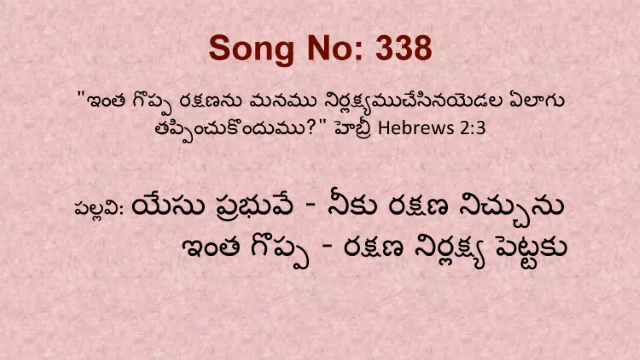 Song No: 338
"ఇంత గొప్ప రక్షణను మనము నిర్లక్ష్యముచేసినయెడల ఏలాగు
తప్పించుకొందుము?" హెబ్రీ Hebrews 2:3
పల్లవి: యేసు ప్రభువే - నీకు రక్షణ నిచ్చును
ఇంత గొప్ప - రక్షణ నిర్లక్ష్య పెట్టకు